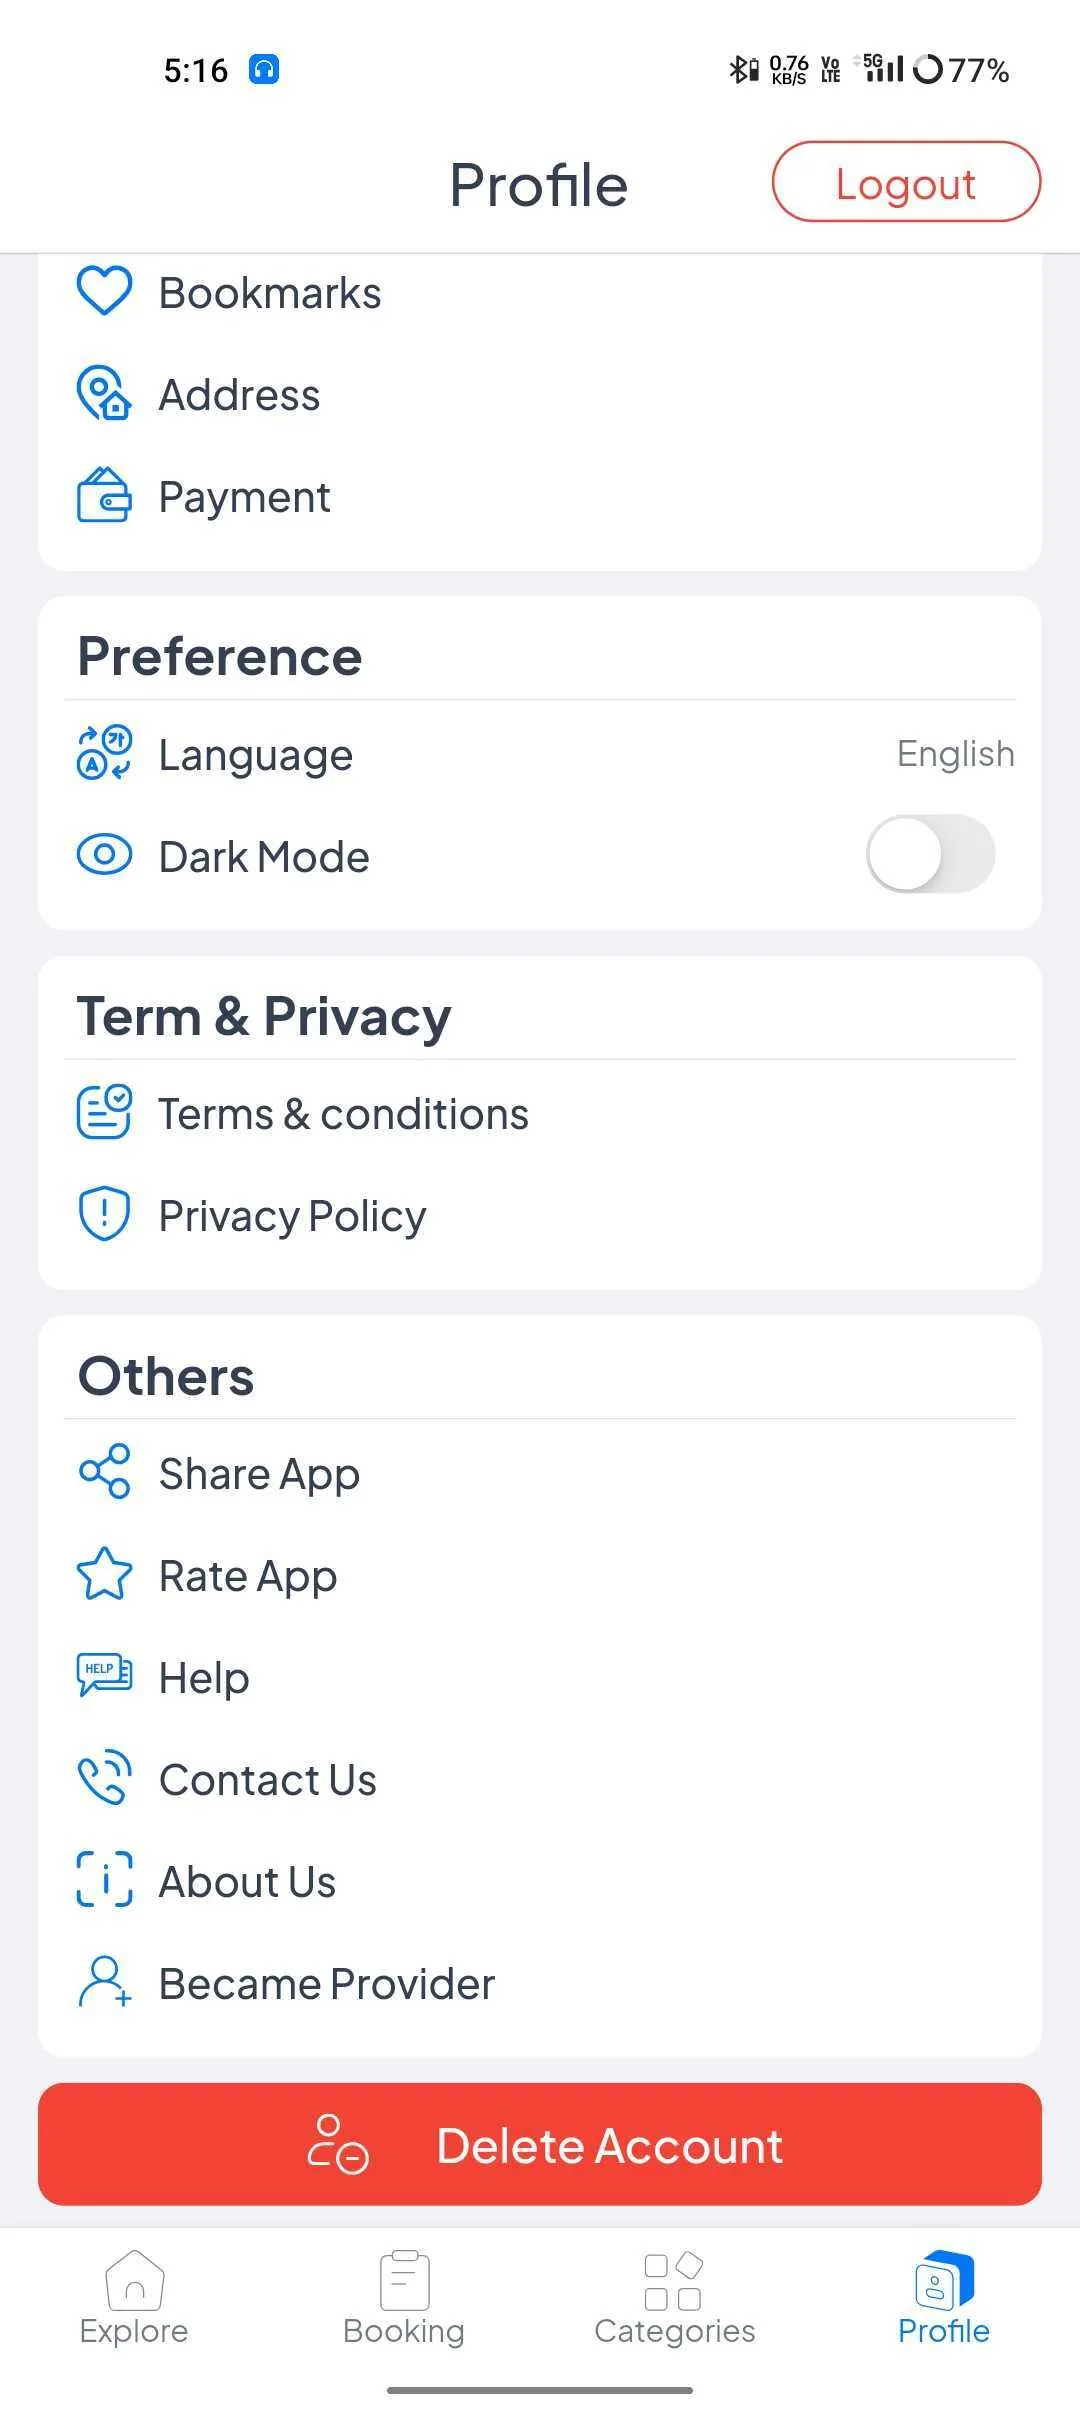 5:16
0.76 KB/S Vo LTE 5G 77%
Profile
Logout
Bookmarks
Address
Payment
Preference
가 A
Language
English
Dark Mode
Term & Privacy
Terms & conditions
Privacy Policy
Others
Share App
Rate App
HELP
Help
Contact Us
About Us
Became Provider
Delete Account
Explore
Booking
Categories
Profile